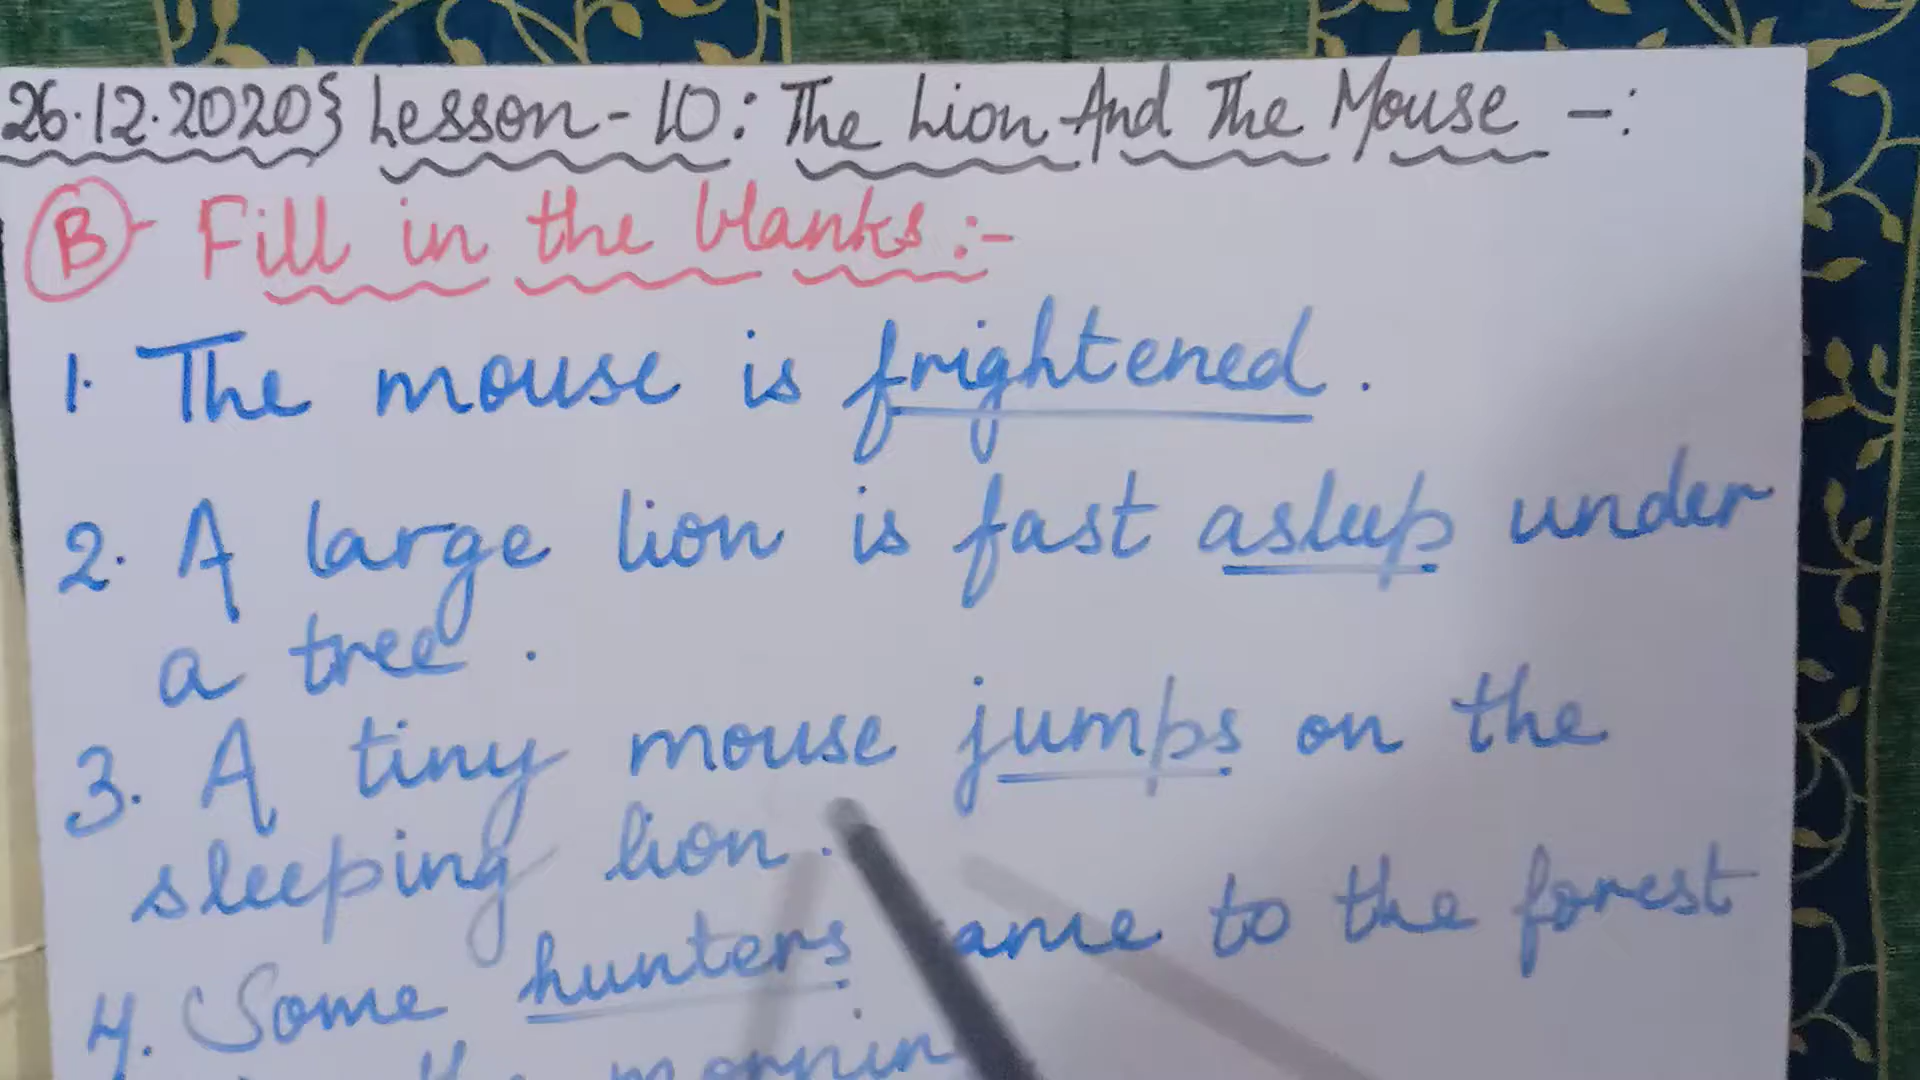 26.12.2020} Lesson-10: The Lion And The Mouse -:
B- Fill in the blanks:-
1. The mouse is frightened.
2. A large lion is fast asleep under
a tree.
3. A tiny mouse jumps on the
sleeping lion.
4. Some hunters came to the forest